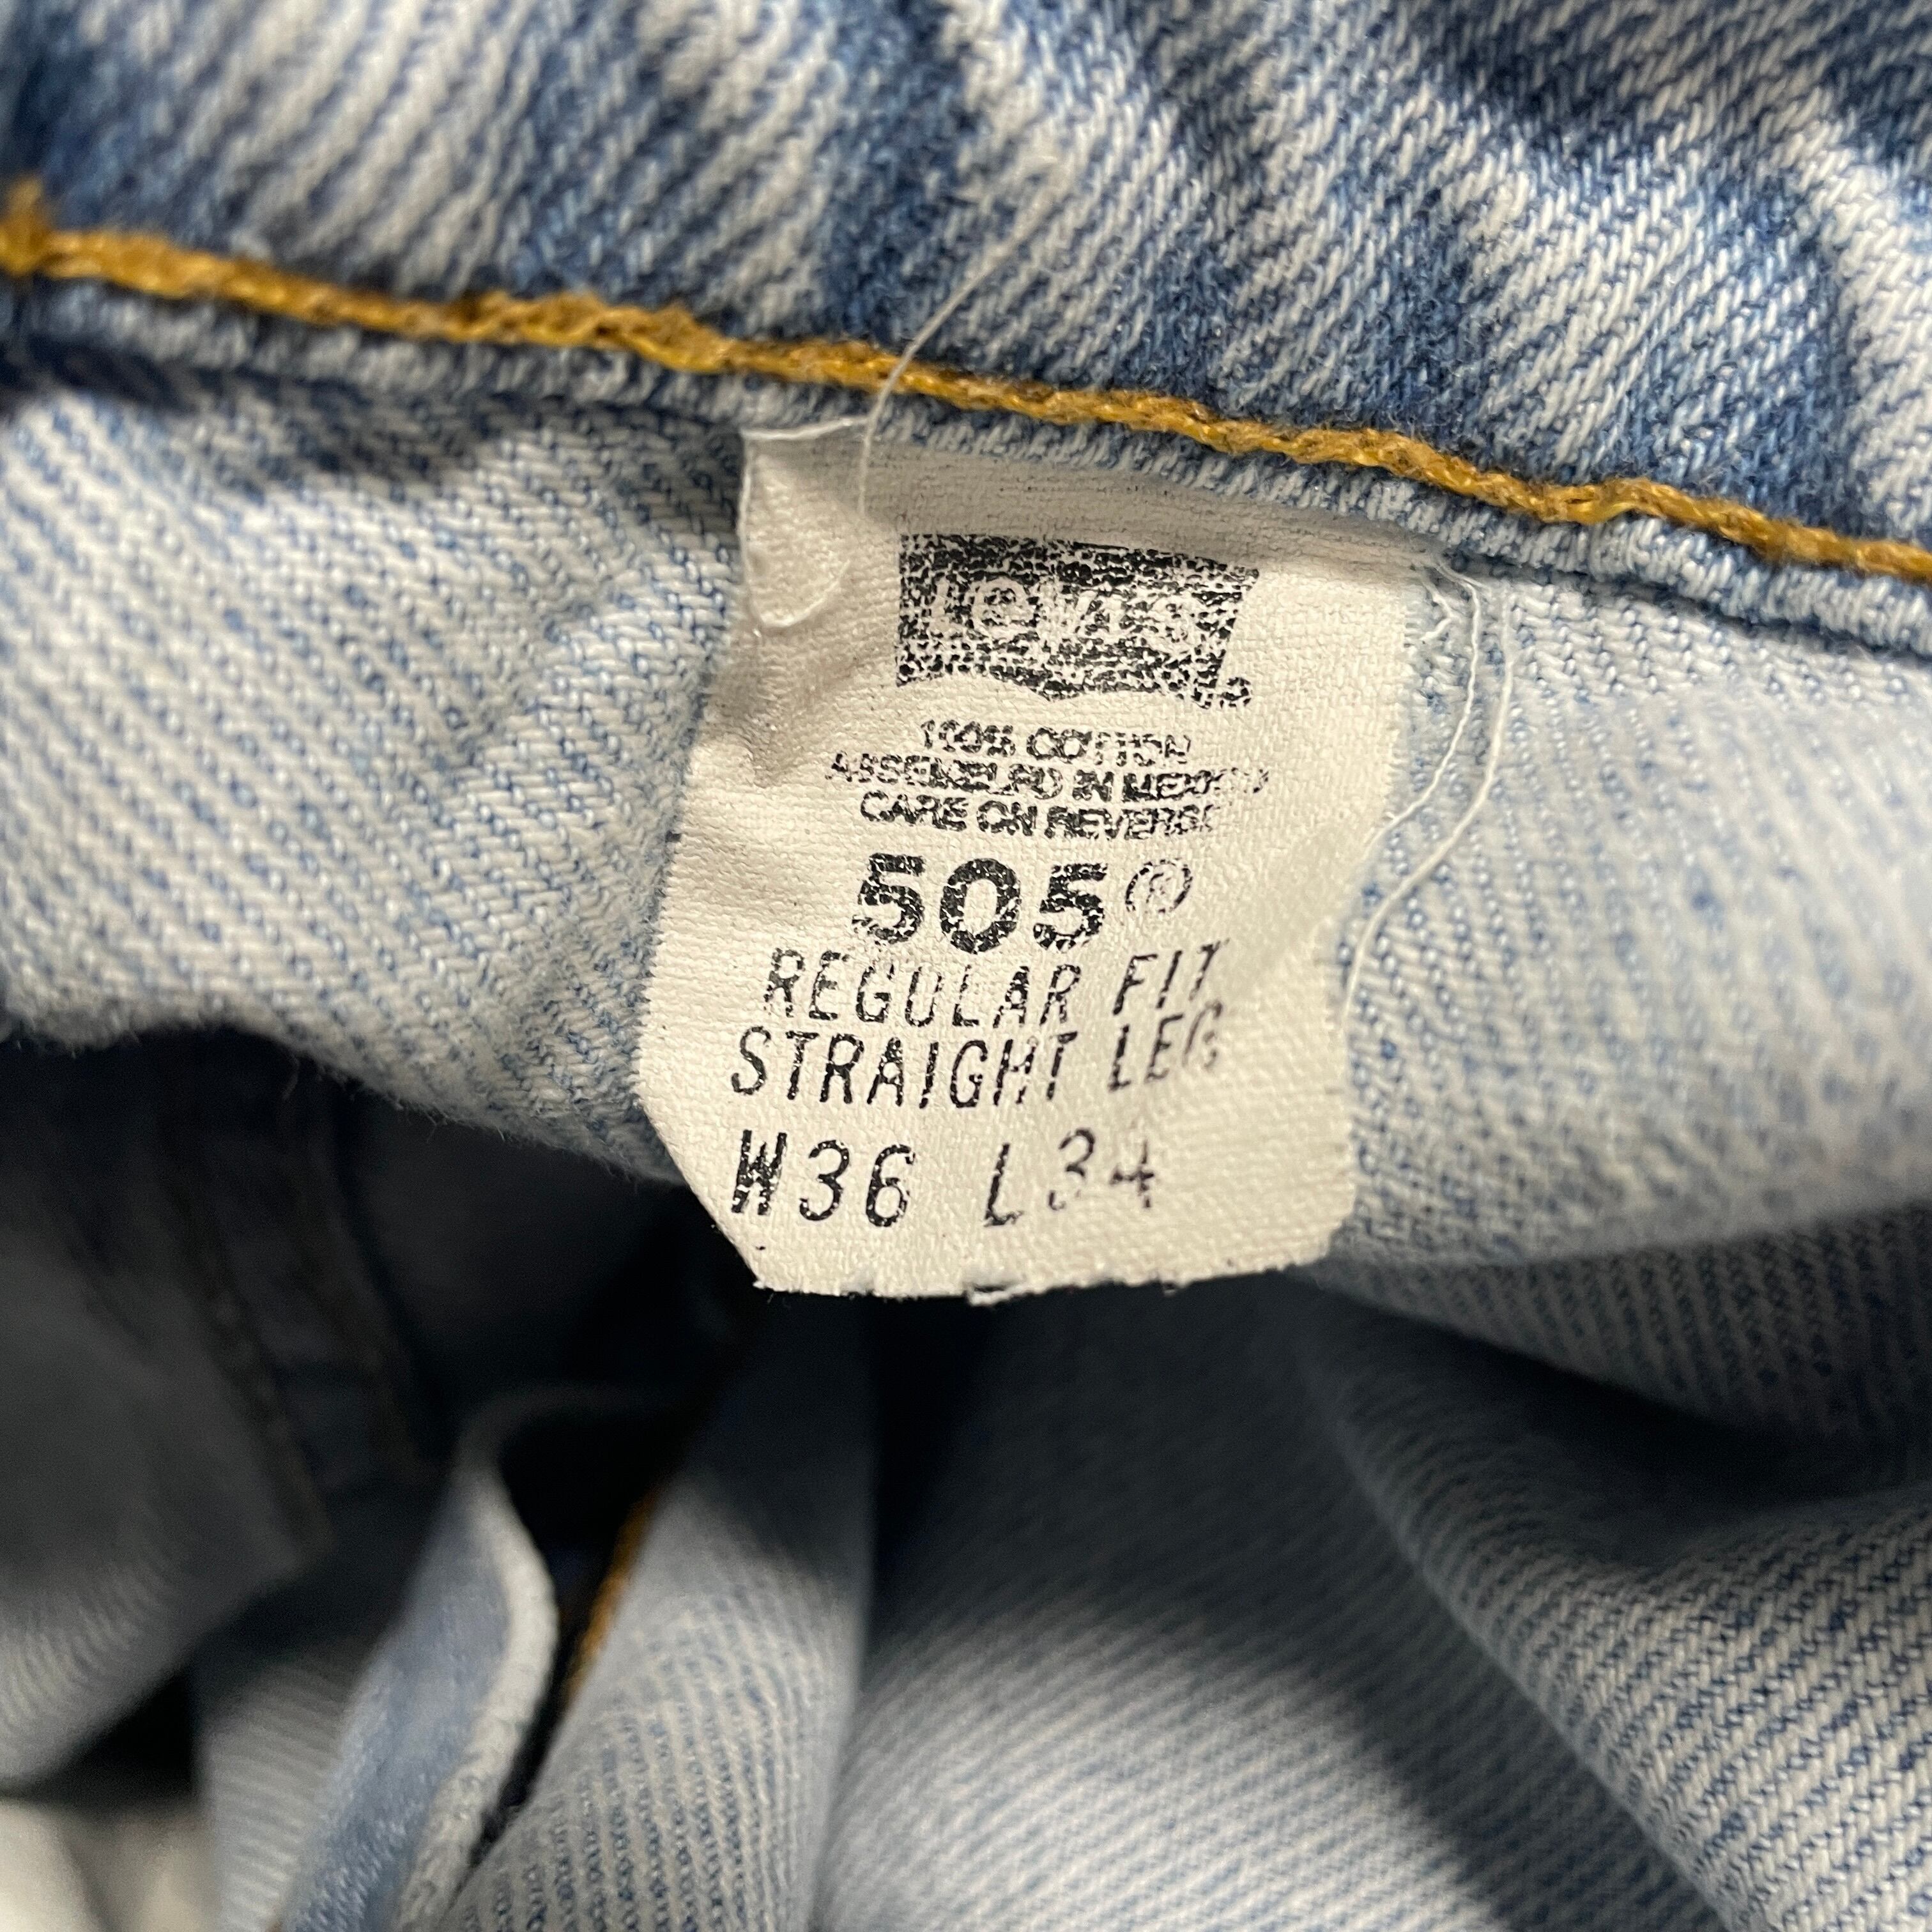 Levi's
100% COTTON
ASSEMBLED IN MEXICO
CARE ON REVERSE
505®
REGULAR FIT
STRAIGHT LEG
W36 L34